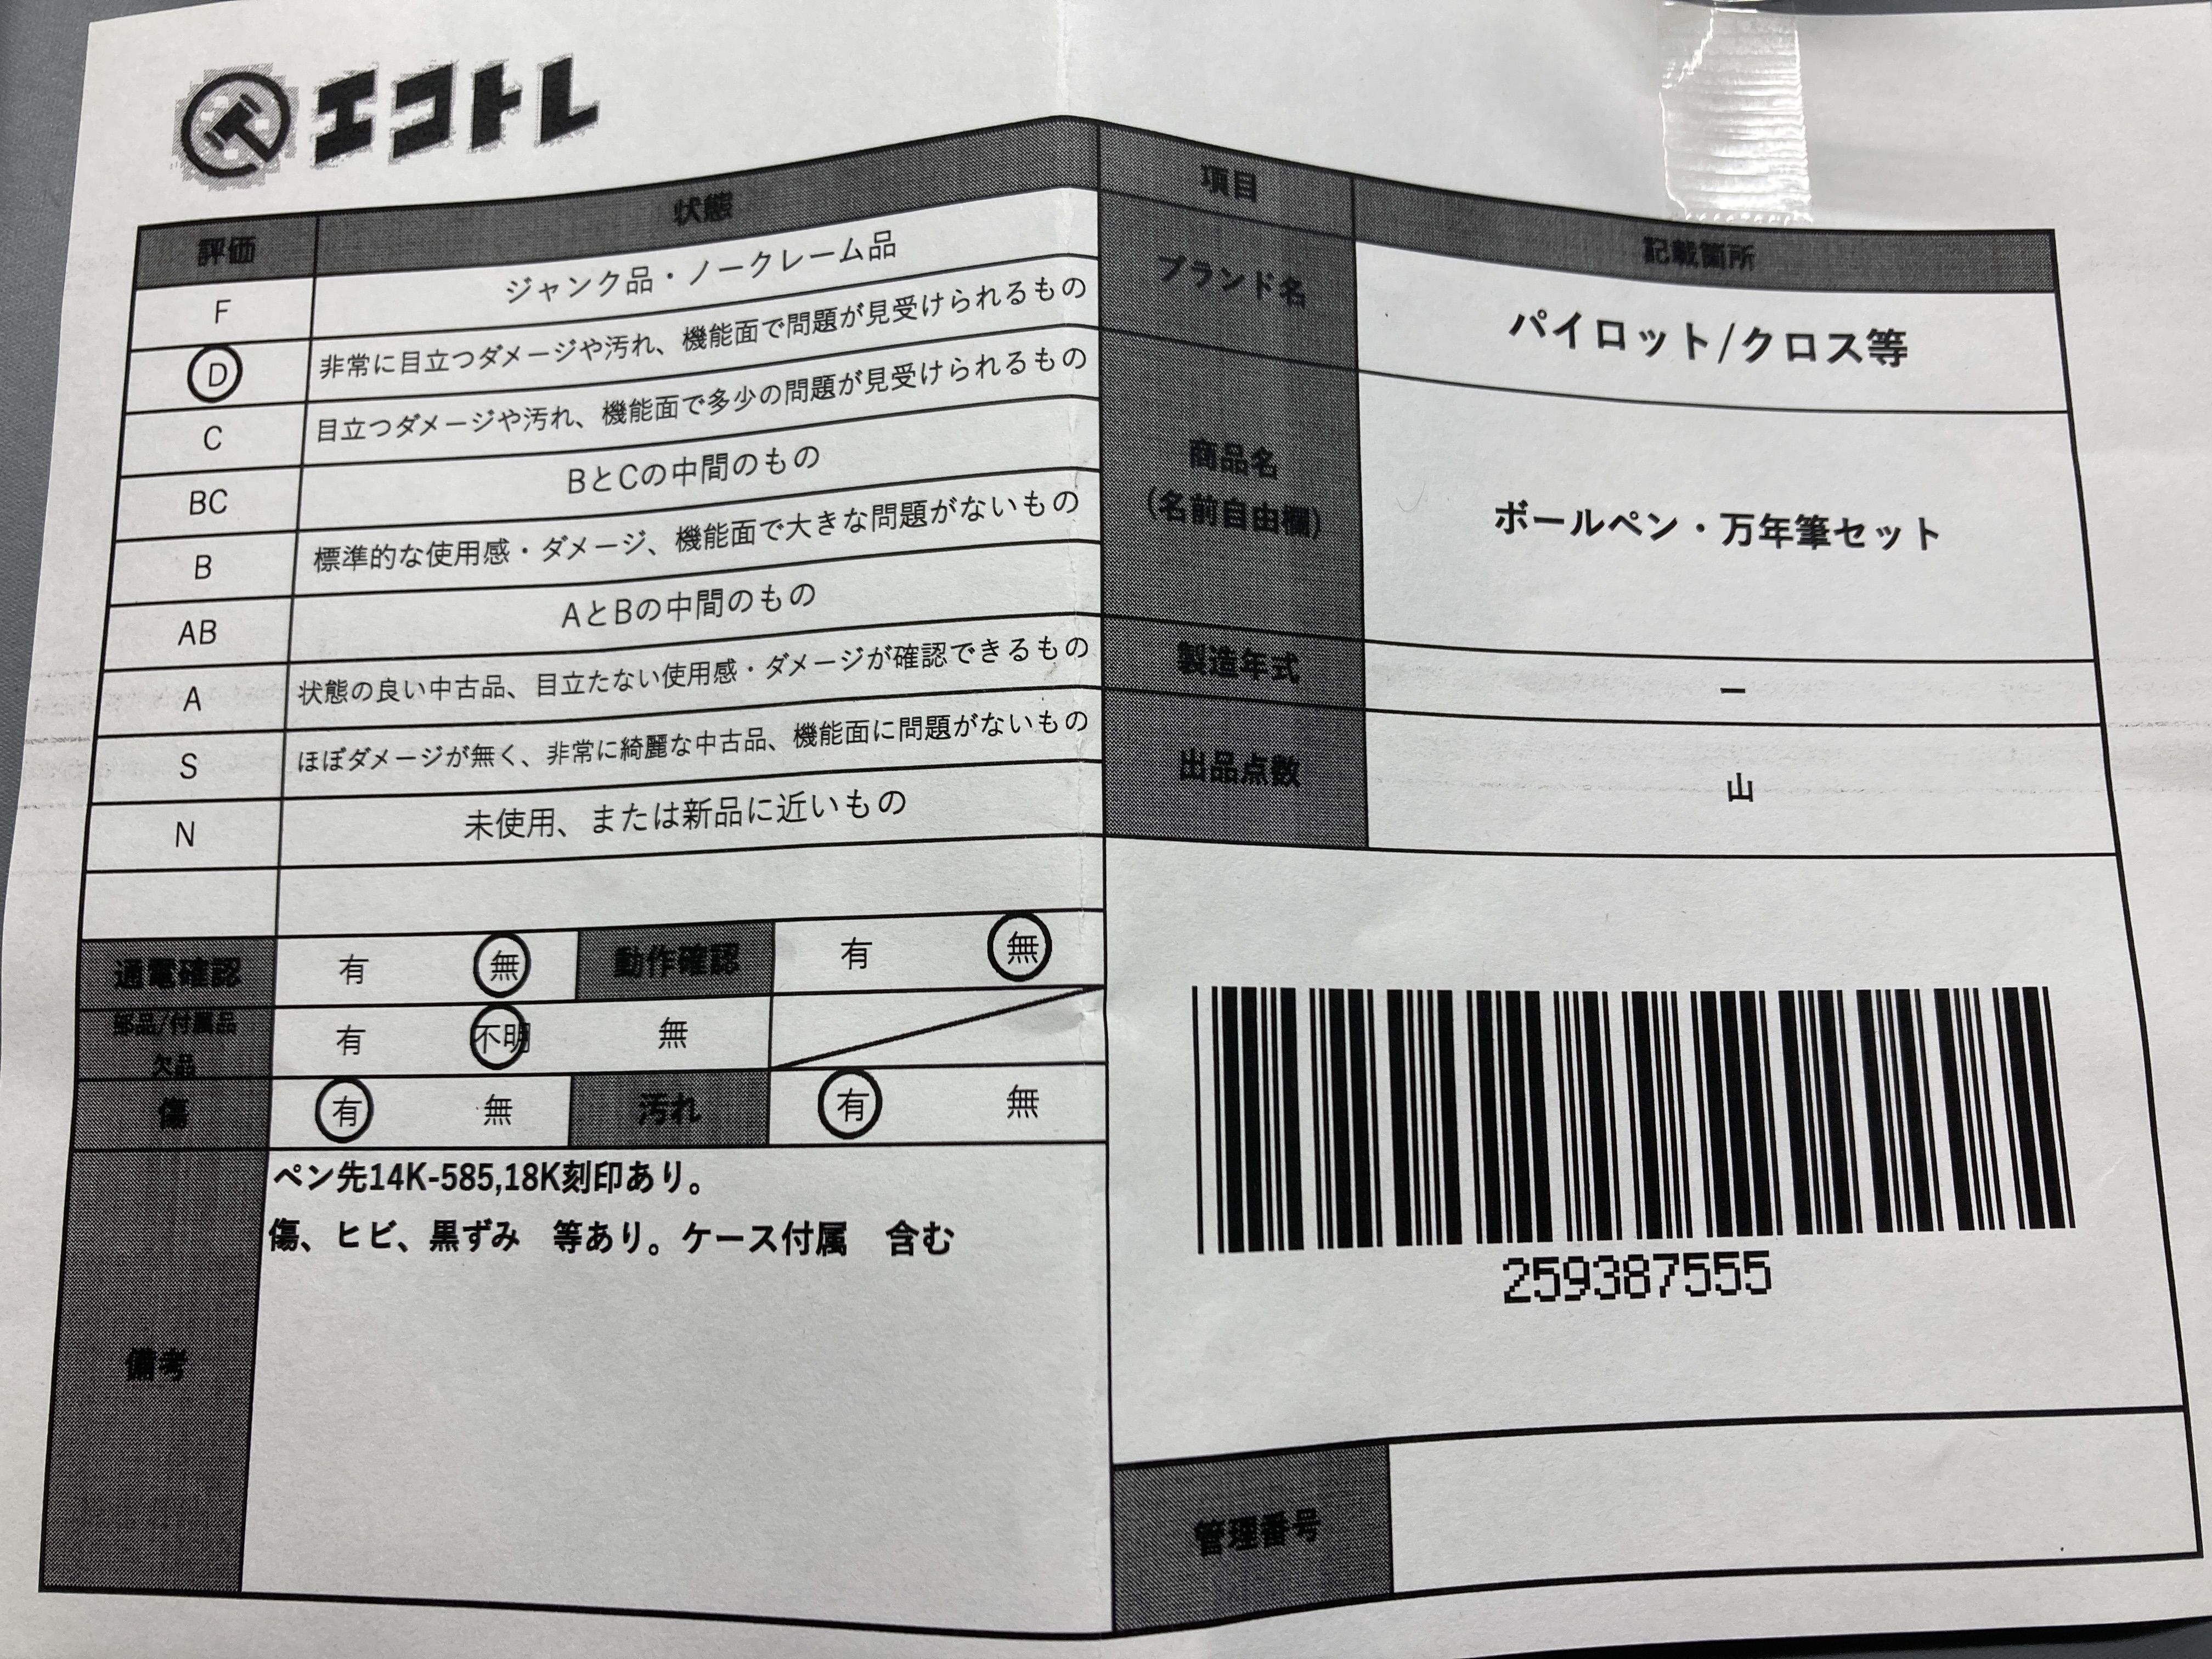 エコトレ
評価 状態
F ジャンク品・ノークレーム品
D 非常に目立つダメージや汚れ、機能面で問題が見受けられるもの
C 目立つダメージや汚れ、機能面で多少の問題が見受けられるもの
BC BとCの中間のもの
B 標準的な使用感・ダメージ、機能面で大きな問題がないもの
AB AとBの中間のもの
A 状態の良い中古品、目立たない使用感・ダメージが確認できるもの
S ほぼダメージが無く、非常に綺麗な中古品、機能面に問題がないもの
N 未使用、または新品に近いもの
通電確認 有 無 動作確認 有 無
部品/付属品
欠品
有 不明 無
傷 有 無 汚れ 有 無
備考
ペン先14K-585,18K刻印あり。
傷、ヒビ、黒ずみ 等あり。ケース付属 含む
項目 記載箇所
ブランド名 パイロット/クロス等
商品名
(名前自由欄)
ボールペン・万年筆セット
製造年式 ー
出品点数 山
259387555
管理番号